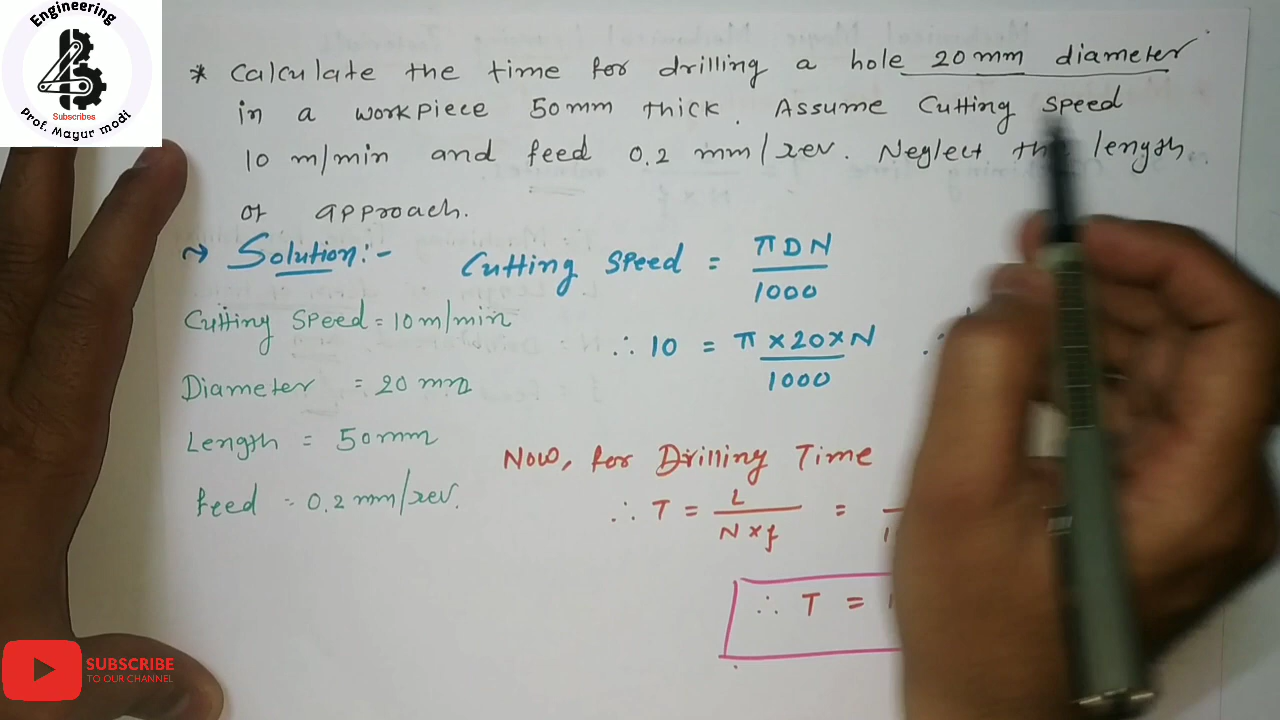 Engineering
Subscribes
Prof. Mayur modi
* Calculate the time for drilling a hole 20mm diameter
in a workpiece 50mm thick. Assume Cutting Speed
10 m/min and feed 0.2 mm/rev. Neglect the length
of approach.
→ Solution:- Cutting speed = πDN / 1000
Cutting Speed = 10m/min
∴ 10 = π × 20 × N / 1000 ∴
Diameter = 20 mm
Length = 50mm
Now, for Drilling Time
feed = 0.2 mm/rev.
∴ T = L / N × f =
∴ T =
SUBSCRIBE
TO OUR CHANNEL